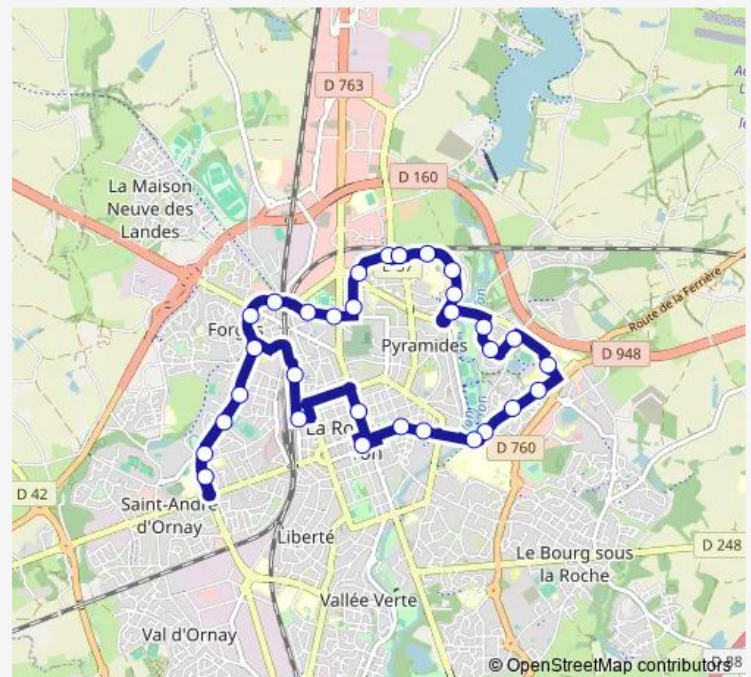 D 763
D 160
La Maison
Neuve des
Landes
Route de la Ferrière
Pyramides
D 948
D 760
D 42
Saint-André
d'Ornay
Liberté
Le Bourg sous
la Roche
D 248
Vallée Verte
Val d'Ornay
© OpenStreetMap contributors